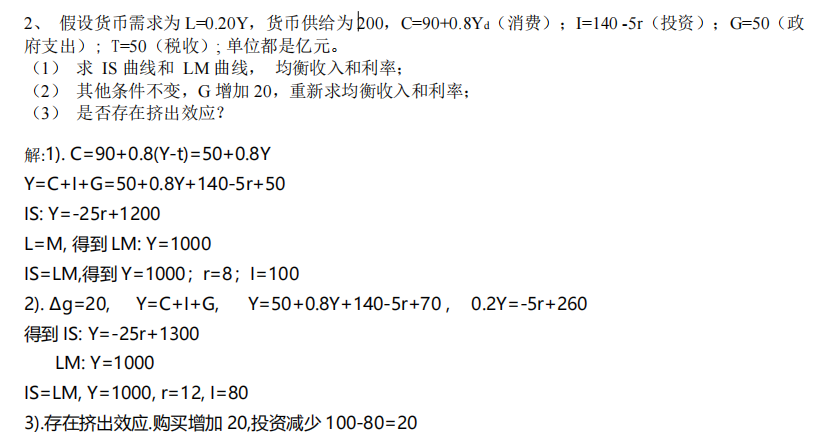 2、 假设货币需求为 L=0.20Y，货币供给为 200，C=90+0.8Yd（消费）；I=140 -5r（投资）；G=50（政
府支出）; T=50（税收）; 单位都是亿元。
（1） 求 IS 曲线和 LM 曲线， 均衡收入和利率；
（2） 其他条件不变，G 增加 20，重新求均衡收入和利率；
（3） 是否存在挤出效应？
解:1). C=90+0.8(Y-t)=50+0.8Y
Y=C+I+G=50+0.8Y+140-5r+50
IS: Y=-25r+1200
L=M, 得到 LM: Y=1000
IS=LM,得到 Y=1000；r=8；I=100
2). Δg=20, Y=C+I+G, Y=50+0.8Y+140-5r+70 , 0.2Y=-5r+260
得到 IS: Y=-25r+1300
LM: Y=1000
IS=LM, Y=1000, r=12, I=80
3).存在挤出效应.购买增加 20,投资减少 100-80=20